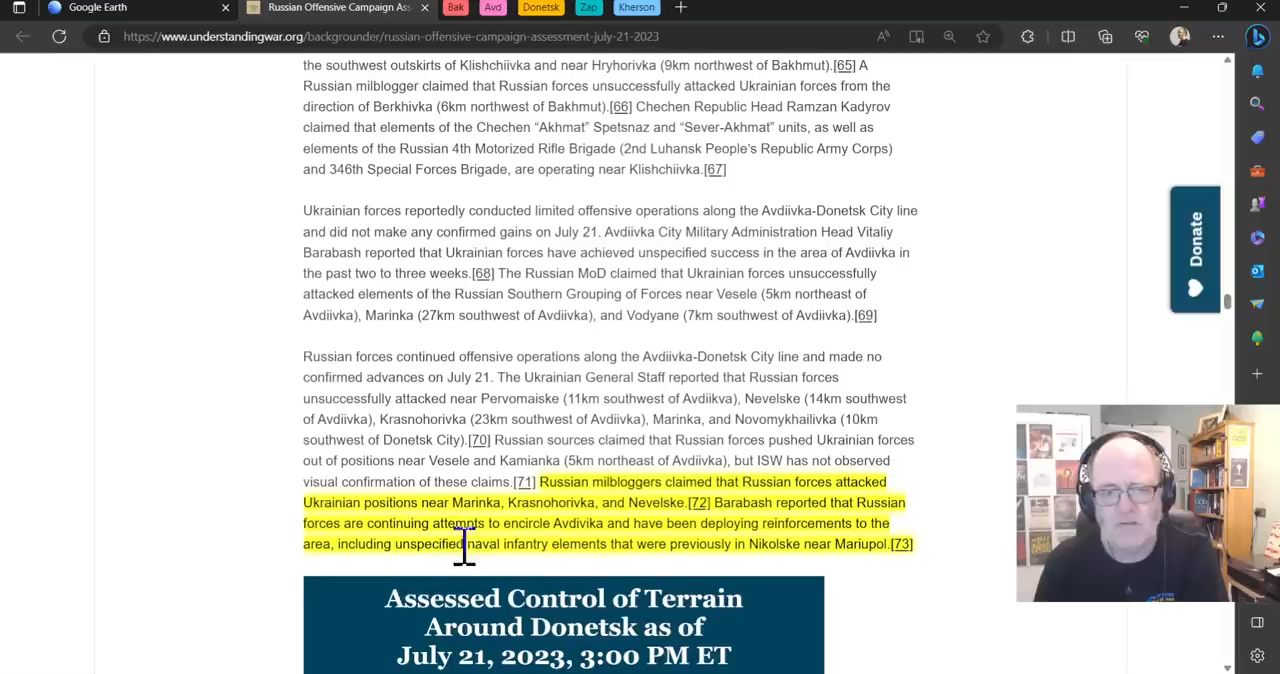 Google Earth
Russian Offensive Campaign Ass
Bak
Avd
Donetsk
Zap
Kherson
https://www.understandingwar.org/backgrounder/russian-offensive-campaign-assessment-july-21-2023
the southwest outskirts of Klishchiivka and near Hryhorivka (9km northwest of Bakhmut).[65] A
Russian milblogger claimed that Russian forces unsuccessfully attacked Ukrainian forces from the
direction of Berkhivka (6km northwest of Bakhmut).[66] Chechen Republic Head Ramzan Kadyrov
claimed that elements of the Chechen “Akhmat” Spetsnaz and “Sever-Akhmat” units, as well as
elements of the Russian 4th Motorized Rifle Brigade (2nd Luhansk People’s Republic Army Corps)
and 346th Special Forces Brigade, are operating near Klishchiivka.[67]
Ukrainian forces reportedly conducted limited offensive operations along the Avdiivka-Donetsk City line
and did not make any confirmed gains on July 21. Avdiivka City Military Administration Head Vitaliy
Barabash reported that Ukrainian forces have achieved unspecified success in the area of Avdiivka in
the past two to three weeks.[68] The Russian MoD claimed that Ukrainian forces unsuccessfully
attacked elements of the Russian Southern Grouping of Forces near Vesele (5km northeast of
Avdiivka), Marinka (27km southwest of Avdiivka), and Vodyane (7km southwest of Avdiivka).[69]
Russian forces continued offensive operations along the Avdiivka-Donetsk City line and made no
confirmed advances on July 21. The Ukrainian General Staff reported that Russian forces
unsuccessfully attacked near Pervomaiske (11km southwest of Avdiikva), Nevelske (14km southwest
of Avdiivka), Krasnohorivka (23km southwest of Avdiivka), Marinka, and Novomykhailivka (10km
southwest of Donetsk City).[70] Russian sources claimed that Russian forces pushed Ukrainian forces
out of positions near Vesele and Kamianka (5km northeast of Avdiivka), but ISW has not observed
visual confirmation of these claims.[71] Russian milbloggers claimed that Russian forces attacked
Ukrainian positions near Marinka, Krasnohorivka, and Nevelske.[72] Barabash reported that Russian
forces are continuing attempts to encircle Avdivika and have been deploying reinforcements to the
area, including unspecified naval infantry elements that were previously in Nikolske near Mariupol.[73]
Assessed Control of Terrain
Around Donetsk as of
July 21, 2023, 3:00 PM ET
Donate